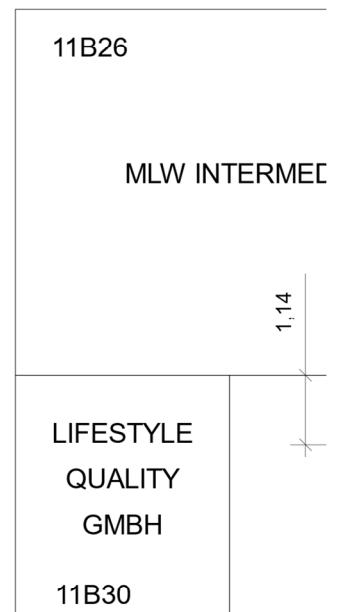 11B26
MLW INTERMED
1,14
LIFESTYLE
QUALITY
GMBH
11B30